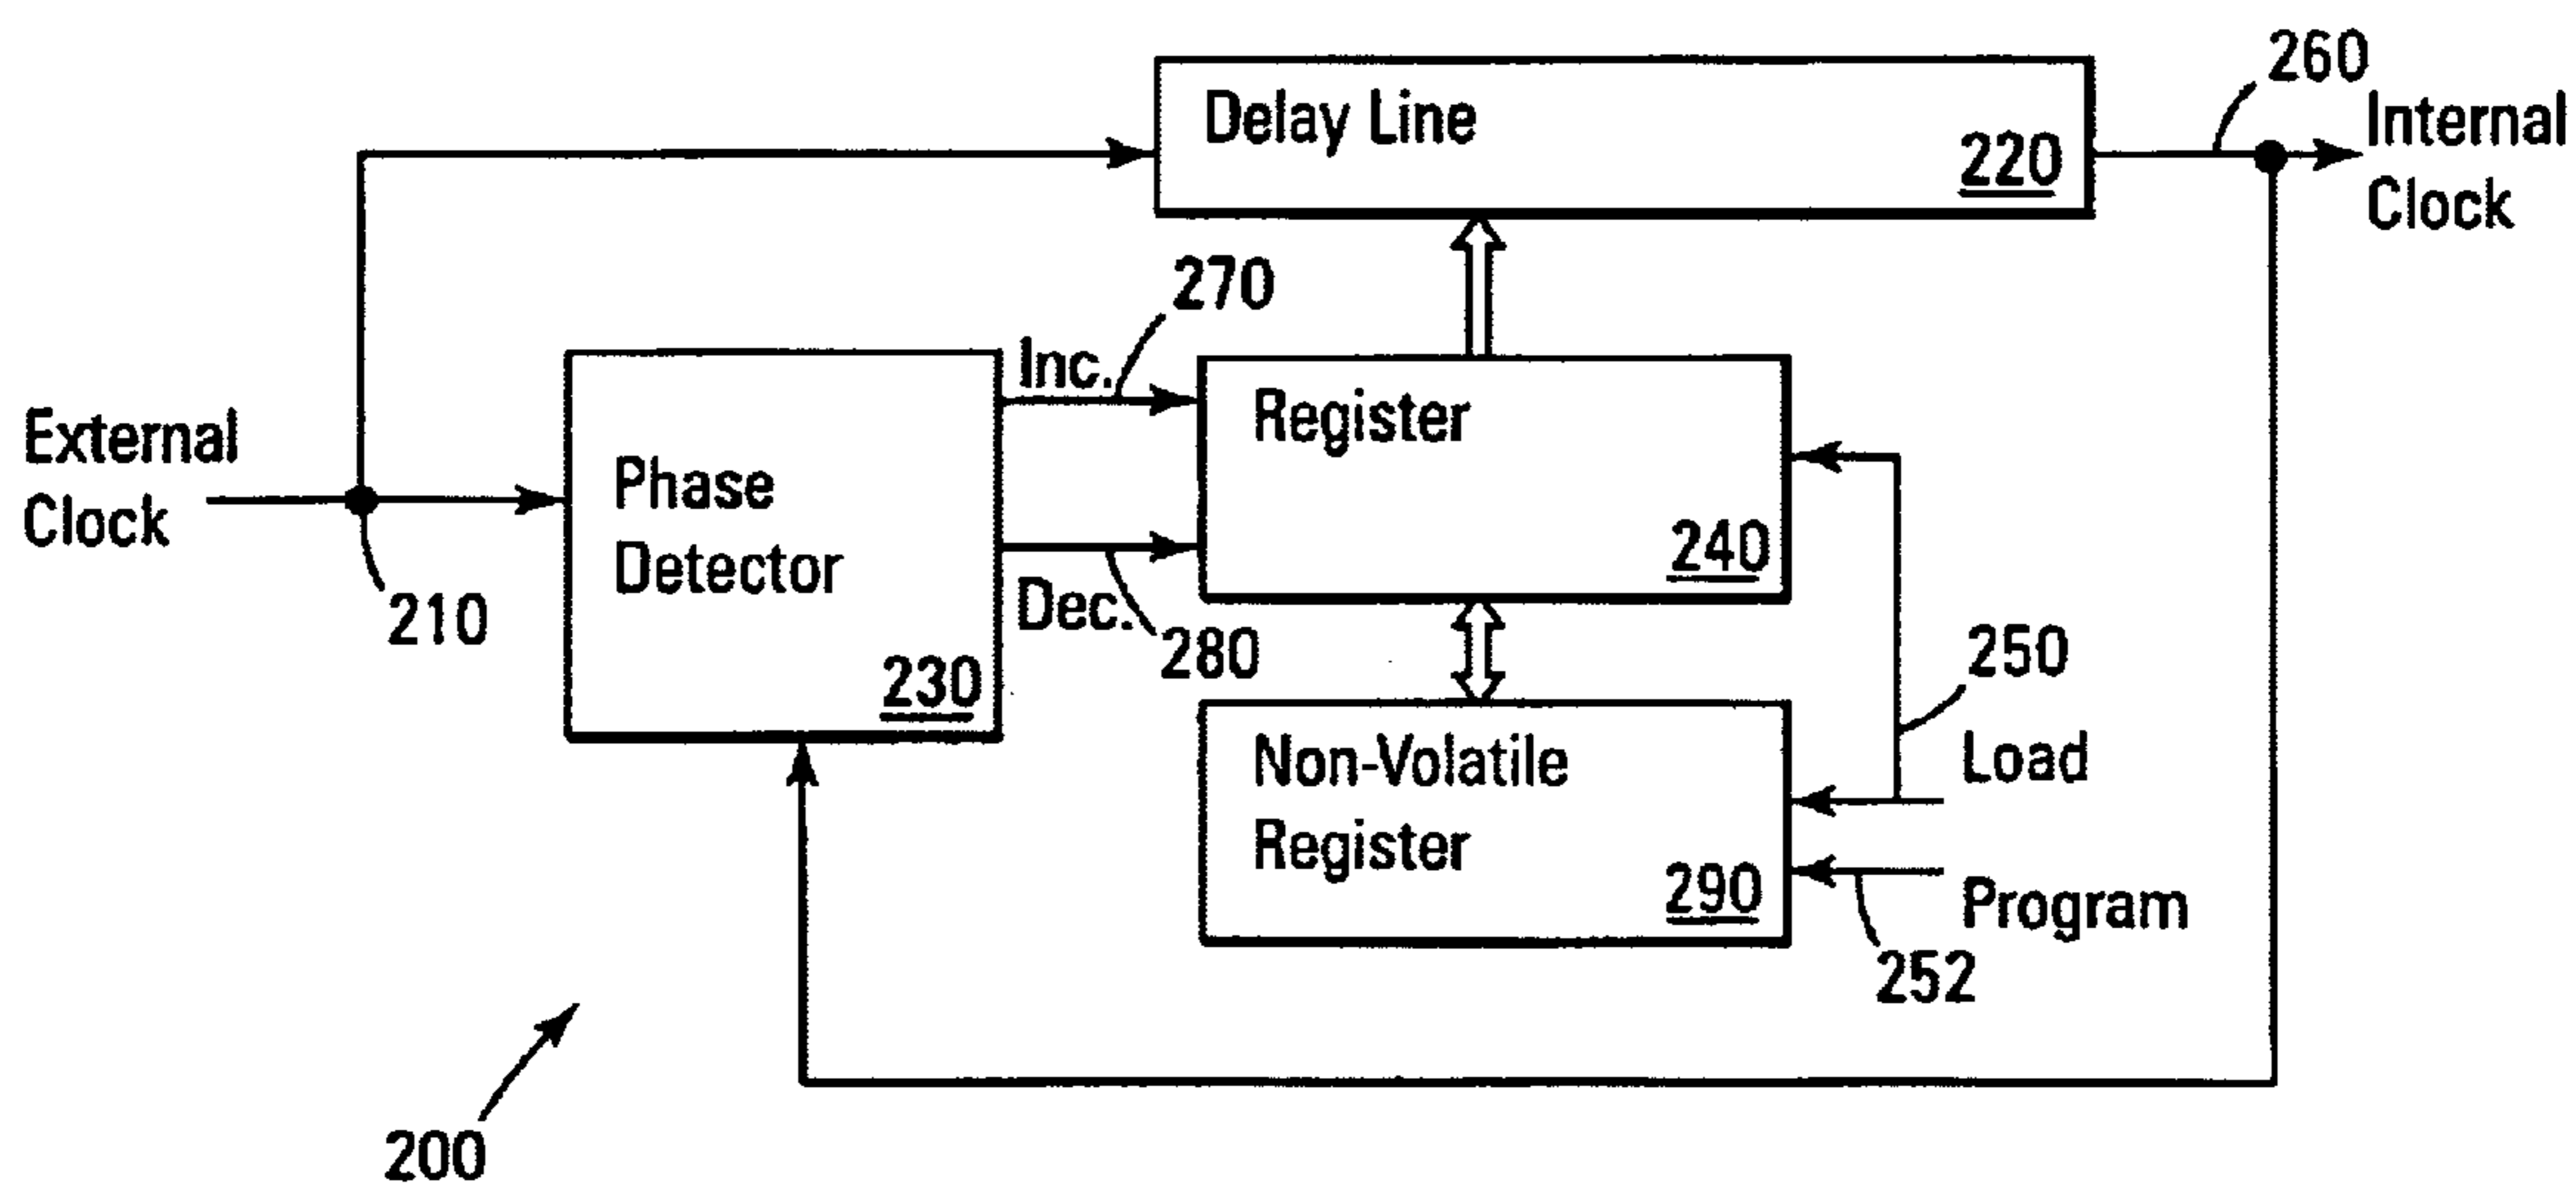 260
Delay Line
220
Internal
Clock
270
Inc.
External
Clock
210
Phase
Detector
230
Dec.
280
Register
240
250
Load
Non-Volatile
Register
290
Program
252
200